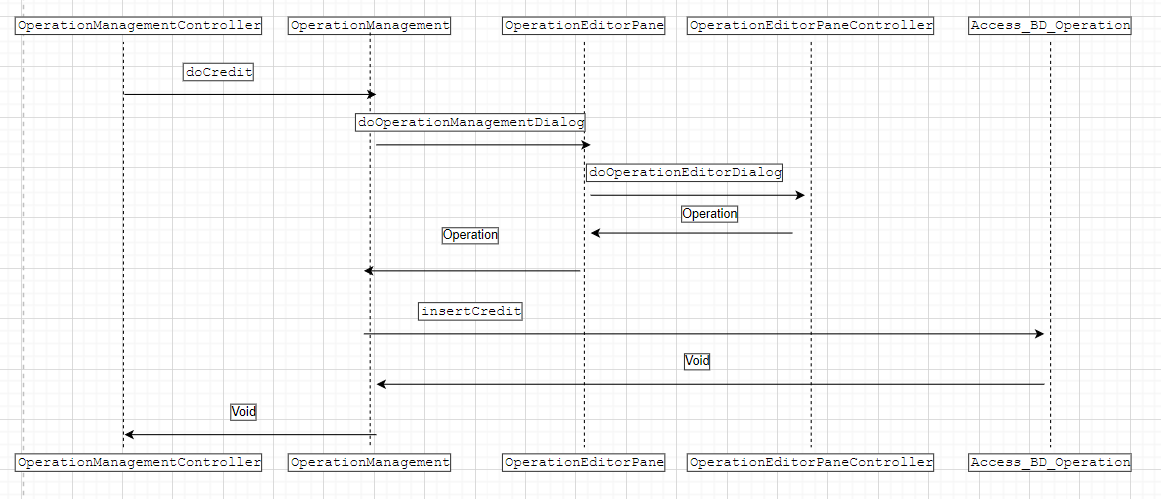 OperationManagementController
OperationManagement
OperationEditorPane
OperationEditorPaneController
Access_BD_Operation
doCredit
doOperationManagementDialog
doOperationEditorDialog
Operation
Operation
insertCredit
Void
Void
OperationManagementController
OperationManagement
OperationEditorPane
OperationEditorPaneController
Access_BD_Operation